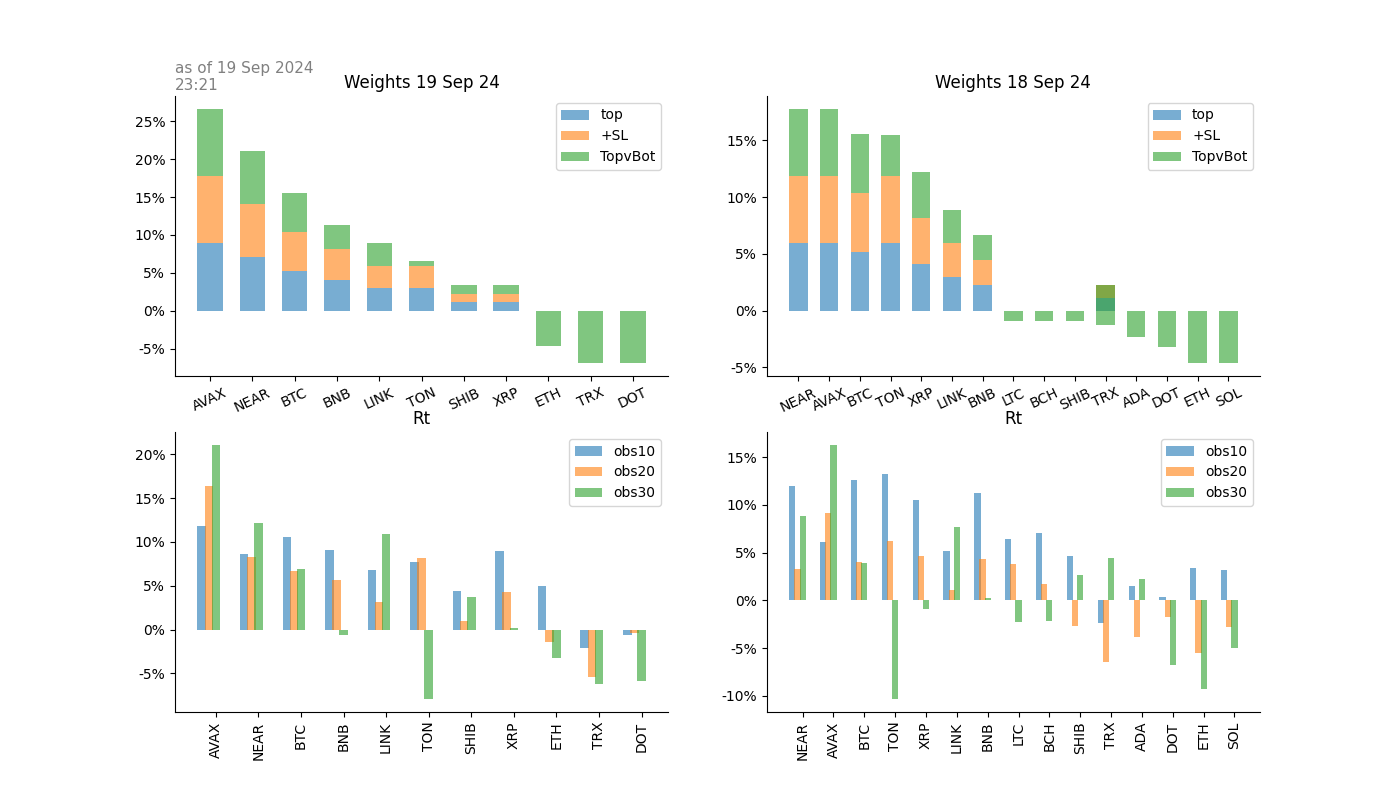 as of 19 Sep 2024
23:21
Weights 19 Sep 24
25%
20%
15%
10%
5%
0%
-5%
top
+SL
TopvBot
AVAX NEAR BTC BNB LINK TON SHIB XRP ETH TRX DOT
Weights 18 Sep 24
15%
10%
5%
0%
-5%
top
+SL
TopvBot
NEAR AVAX BTC TON XRP LINK BNB LTC BCH SHIB TRX ADA DOT ETH SOL
Rt
20%
15%
10%
5%
0%
-5%
obs10
obs20
obs30
AVAX NEAR BTC BNB LINK TON SHIB XRP ETH TRX DOT
Rt
15%
10%
5%
0%
-5%
-10%
obs10
obs20
obs30
NEAR AVAX BTC TON XRP LINK BNB LTC BCH SHIB TRX ADA DOT ETH SOL